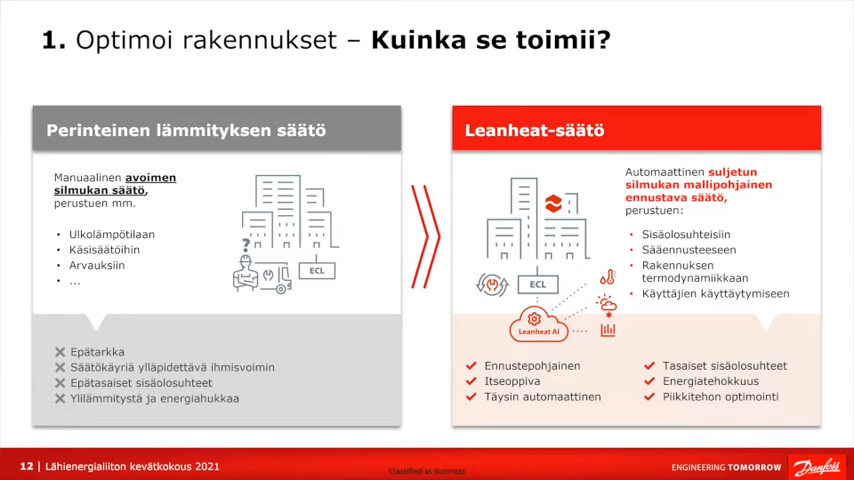 1. Optimoi rakennukset – Kuinka se toimii?
Perinteinen lämmityksen säätö
Manuaalinen avoimen
silmukan säätö,
perustuen mm.
• Ulkolämpötilaan
• Käsisäätöihin
• Arvauksiin
• ...
?
ECL
Epätarkka
Säätökäyriä ylläpidettävä ihmisvoimin
Epätasaiset sisäolosuhteet
Ylilämmitystä ja energiahukkaa
Leanheat-säätö
Automaattinen suljetun
silmukan mallipohjainen
ennustava säätö,
perustuen:
• Sisäolosuhteisiin
• Sääennusteeseen
• Rakennuksen
termodynamiikkaan
• Käyttäjien käyttäytymiseen
ECL
Leanheat AI
Ennustepohjainen
Itseoppiva
Täysin automaattinen
Tasaiset sisäolosuhteet
Energiatehokkuus
Piikkitehon optimointi
12 | Lähienergialiiton kevätkokous 2021
Classified as Business
ENGINEERING TOMORROW
Danfoss